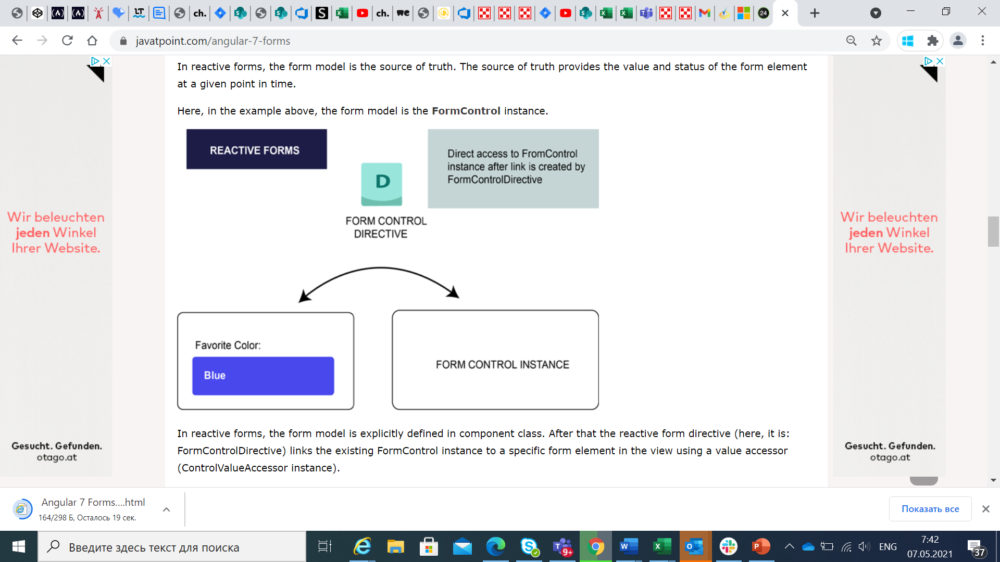 ch.
ch.
we
24
javatpoint.com/angular-7-forms
In reactive forms, the form model is the source of truth. The source of truth provides the value and status of the form element
at a given point in time.
Here, in the example above, the form model is the FormControl instance.
REACTIVE FORMS
Direct access to FromControl
instance after link is created by
FormControlDirective
D
FORM CONTROL
DIRECTIVE
Favorite Color:
Blue
FORM CONTROL INSTANCE
In reactive forms, the form model is explicitly defined in component class. After that the reactive form directive (here, it is:
FormControlDirective) links the existing FormControl instance to a specific form element in the view using a value accessor
(ControlValueAccessor instance).
Wir beleuchten
jeden Winkel
Ihrer Website.
Gesucht. Gefunden.
otago.at
Wir beleuchten
jeden Winkel
Ihrer Website.
Gesucht. Gefunden.
otago.at
Angular 7 Forms....html
164/298 Б, Осталось 19 сек.
Показать все
Введите здесь текст для поиска
9+
ENG
7:42
07.05.2021
37